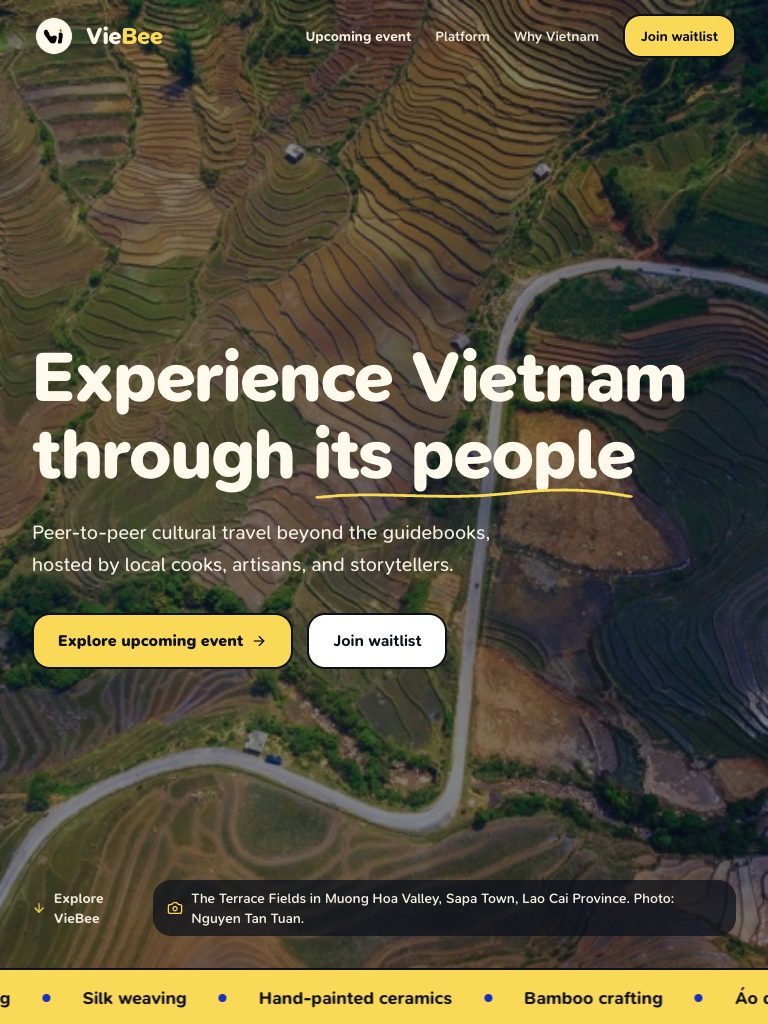 VieBee
Upcoming event
Platform
Why Vietnam
Join waitlist
Experience Vietnam
through its people
Peer-to-peer cultural travel beyond the guidebooks,
hosted by local cooks, artisans, and storytellers.
Explore upcoming event →
Join waitlist
Explore
VieBee
The Terrace Fields in Muong Hoa Valley, Sapa Town, Lao Cai Province. Photo:
Nguyen Tan Tuan.
g • Silk weaving • Hand-painted ceramics • Bamboo crafting • Áo